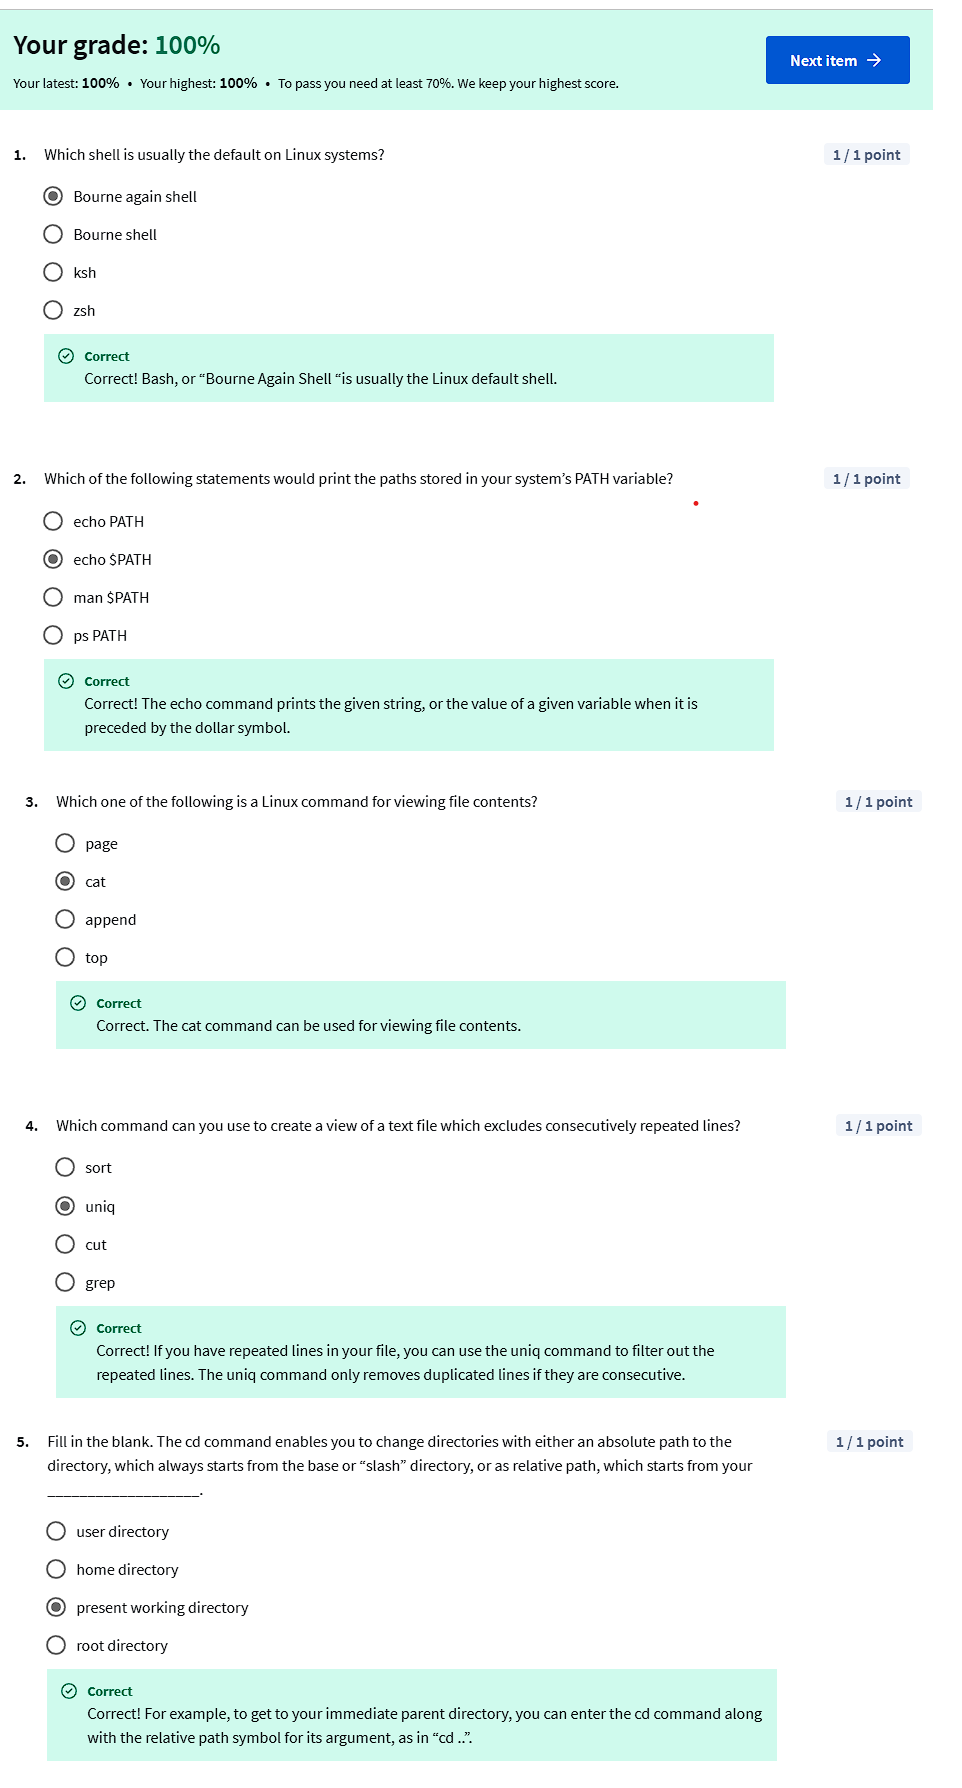 Your grade: 100%
Next item →
Your latest: 100% • Your highest: 100% • To pass you need at least 70%. We keep your highest score.
1. Which shell is usually the default on Linux systems?
1 / 1 point
Bourne again shell
Bourne shell
ksh
zsh
Correct
Correct! Bash, or “Bourne Again Shell “is usually the Linux default shell.
2. Which of the following statements would print the paths stored in your system’s PATH variable?
1 / 1 point
echo PATH
echo $PATH
man $PATH
ps PATH
Correct
Correct! The echo command prints the given string, or the value of a given variable when it is
preceded by the dollar symbol.
3. Which one of the following is a Linux command for viewing file contents?
1 / 1 point
page
cat
append
top
Correct
Correct. The cat command can be used for viewing file contents.
4. Which command can you use to create a view of a text file which excludes consecutively repeated lines?
1 / 1 point
sort
uniq
cut
grep
Correct
Correct! If you have repeated lines in your file, you can use the uniq command to filter out the
repeated lines. The uniq command only removes duplicated lines if they are consecutive.
5. Fill in the blank. The cd command enables you to change directories with either an absolute path to the
1 / 1 point
directory, which always starts from the base or “slash” directory, or as relative path, which starts from your
___________________.
user directory
home directory
present working directory
root directory
Correct
Correct! For example, to get to your immediate parent directory, you can enter the cd command along
with the relative path symbol for its argument, as in “cd ..”.